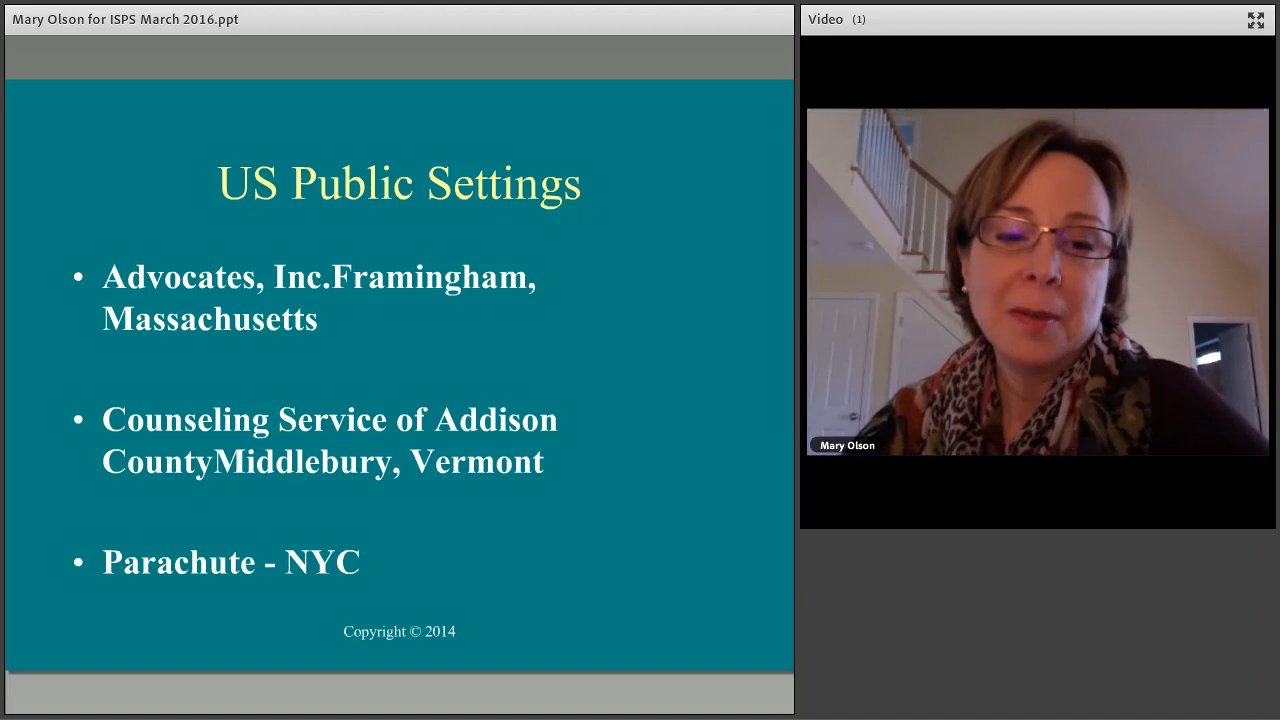 Mary Olson for ISPS March 2016.ppt
Video (1)
US Public Settings
• Advocates, Inc.Framingham,
Massachusetts
• Counseling Service of Addison
CountyMiddlebury, Vermont
• Parachute - NYC
Copyright © 2014
Mary Olson